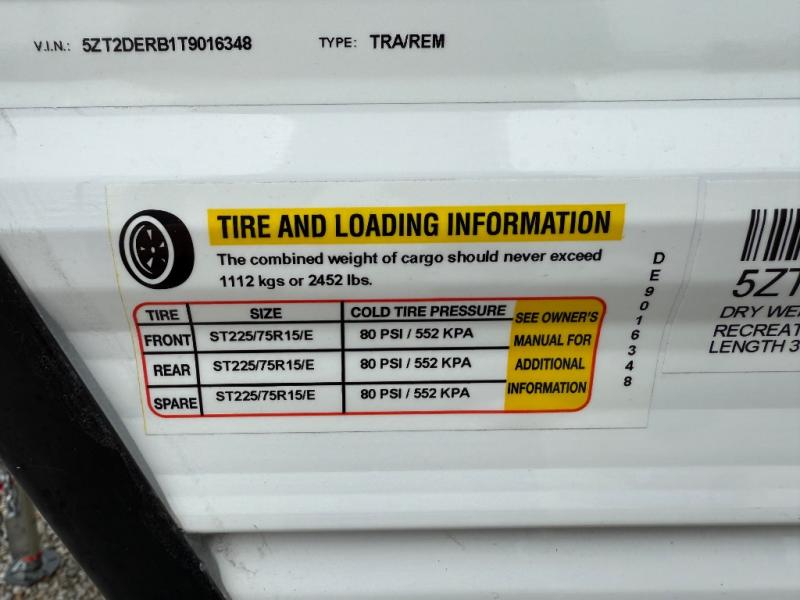 V.I.N.: 5ZT2DERB1T9016348 TYPE: TRA/REM
TIRE AND LOADING INFORMATION
The combined weight of cargo should never exceed
1112 kgs or 2452 lbs.
TIRE SIZE COLD TIRE PRESSURE
FRONT ST225/75R15/E 80 PSI / 552 KPA
REAR ST225/75R15/E 80 PSI / 552 KPA
SPARE ST225/75R15/E 80 PSI / 552 KPA
SEE OWNER'S
MANUAL FOR
ADDITIONAL
INFORMATION
DE9016348
5ZT
DRY WE
RECREAT
LENGTH 3